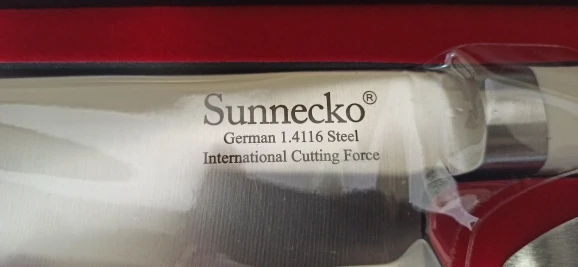 Sunnecko®
German 1.4116 Steel
International Cutting Force